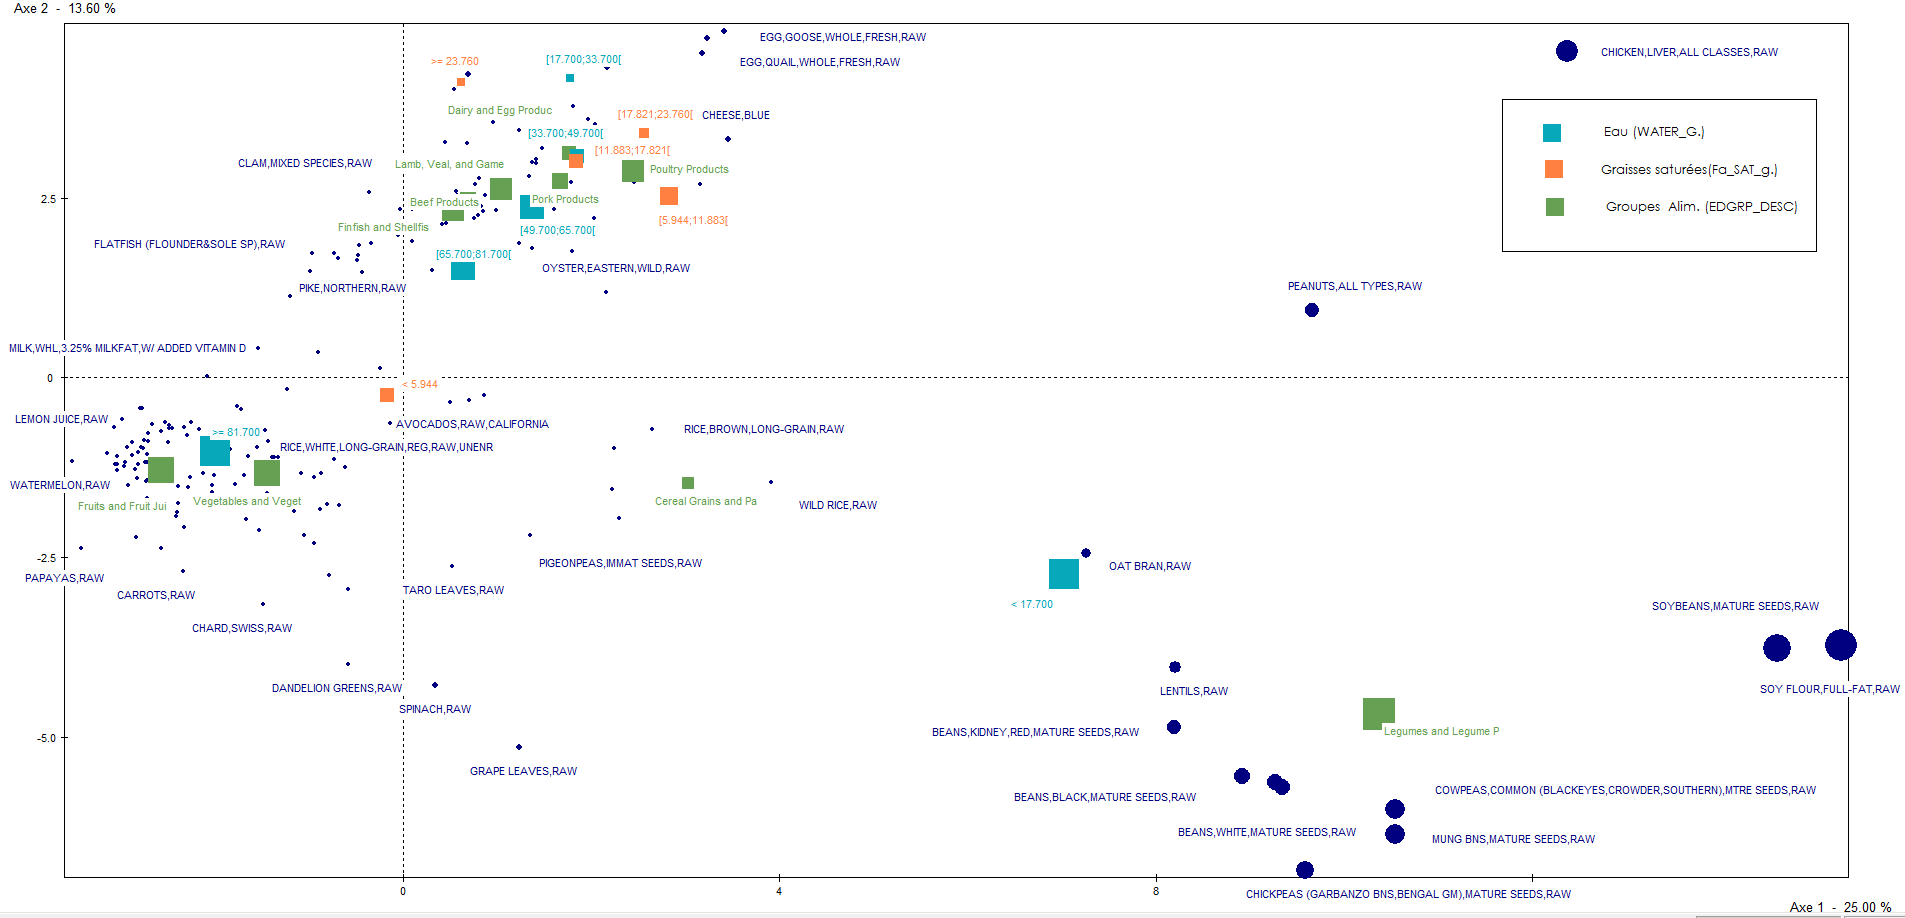 Axe 2 - 13.60 %
EGG,GOOSE,WHOLE,FRESH,RAW
CHICKEN,LIVER,ALL CLASSES,RAW
>= 23.760
[17.700;33.700[
EGG,QUAIL,WHOLE,FRESH,RAW
Dairy and Egg Produc
[17.821;23.760[
CHEESE,BLUE
[33.700;49.700[
Eau (WATER_G.)
[11.883;17.821[
CLAM,MIXED SPECIES,RAW
Lamb, Veal, and Game
Poultry Products
Graisses saturées(Fa_SAT_g.)
2.5
Beef Products
Pork Products
Groupes Alim. (EDGRP_DESC)
Finfish and Shellfis
[49.700;65.700[
[5.944;11.883[
FLATFISH (FLOUNDER&SOLE SP),RAW
[65.700;81.700[
OYSTER,EASTERN,WILD,RAW
PIKE,NORTHERN,RAW
PEANUTS,ALL TYPES,RAW
MILK,WHL,3.25% MILKFAT,W/ ADDED VITAMIN D
0
< 5.944
LEMON JUICE,RAW
>= 81.700
AVOCADOS,RAW,CALIFORNIA
RICE,BROWN,LONG-GRAIN,RAW
RICE,WHITE,LONG-GRAIN,REG,RAW,UNENR
WATERMELON,RAW
Fruits and Fruit Jui
Vegetables and Veget
Cereal Grains and Pa
WILD RICE,RAW
-2.5
PIGEONPEAS,IMMAT SEEDS,RAW
OAT BRAN,RAW
PAPAYAS,RAW
CARROTS,RAW
TARO LEAVES,RAW
< 17.700
SOYBEANS,MATURE SEEDS,RAW
CHARD,SWISS,RAW
DANDELION GREENS,RAW
LENTILS,RAW
SOY FLOUR,FULL-FAT,RAW
SPINACH,RAW
-5.0
BEANS,KIDNEY,RED,MATURE SEEDS,RAW
Legumes and Legume P
GRAPE LEAVES,RAW
BEANS,BLACK,MATURE SEEDS,RAW
COWPEAS,COMMON (BLACKEYES,CROWDER,SOUTHERN),MTRE SEEDS,RAW
BEANS,WHITE,MATURE SEEDS,RAW
MUNG BNS,MATURE SEEDS,RAW
0
4
8
CHICKPEAS (GARBANZO BNS,BENGAL GM),MATURE SEEDS,RAW
Axe 1 - 25.00 %